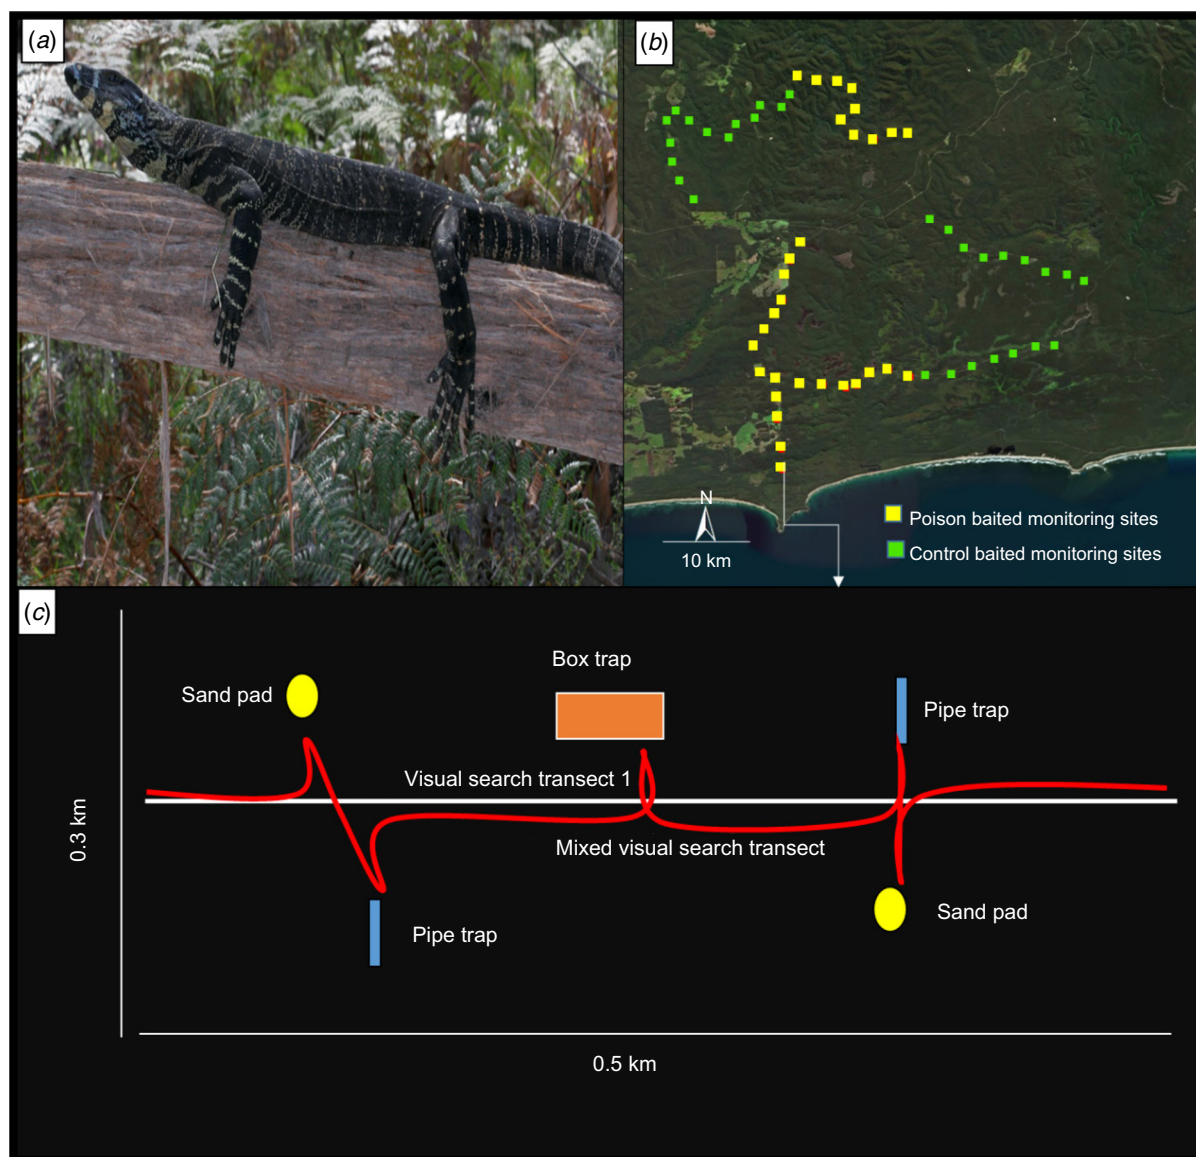 (a)
(b)
N
10 km
Poison baited monitoring sites
Control baited monitoring sites
(c)
Box trap
Sand pad
Pipe trap
Visual search transect 1
0.3 km
Mixed visual search transect
Sand pad
Pipe trap
0.5 km